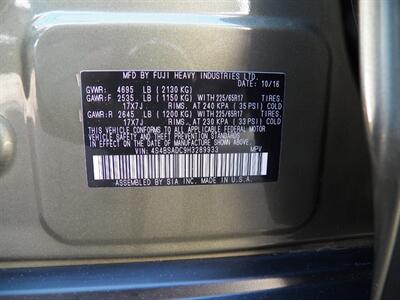 MFD BY FUJI HEAVY INDUSTRIES LTD.
GVWR: 4695 LB (2130 KG) DATE 10/16
GAWR:F 2535 LB (1150 KG) WITH 225/65R17 TIRES,
17X7J RIMS, AT 240 KPA (35 PSI) COLD
GAWR:R 2645 LB (1200 KG) WITH 225/65R17 TIRES,
17X7J RIMS, AT 230 KPA (33 PSI) COLD
THIS VEHICLE CONFORMS TO ALL APPLICABLE FEDERAL MOTOR
VEHICLE SAFETY AND THEFT PREVENTION STANDARDS IN
EFFECT ON THE DATE OF MANUFACTURE SHOWN ABOVE.
VIN: 4S4BSADC9H3289933 MPV
ASSEMBLED BY SIA INC. MADE IN U.S.A.